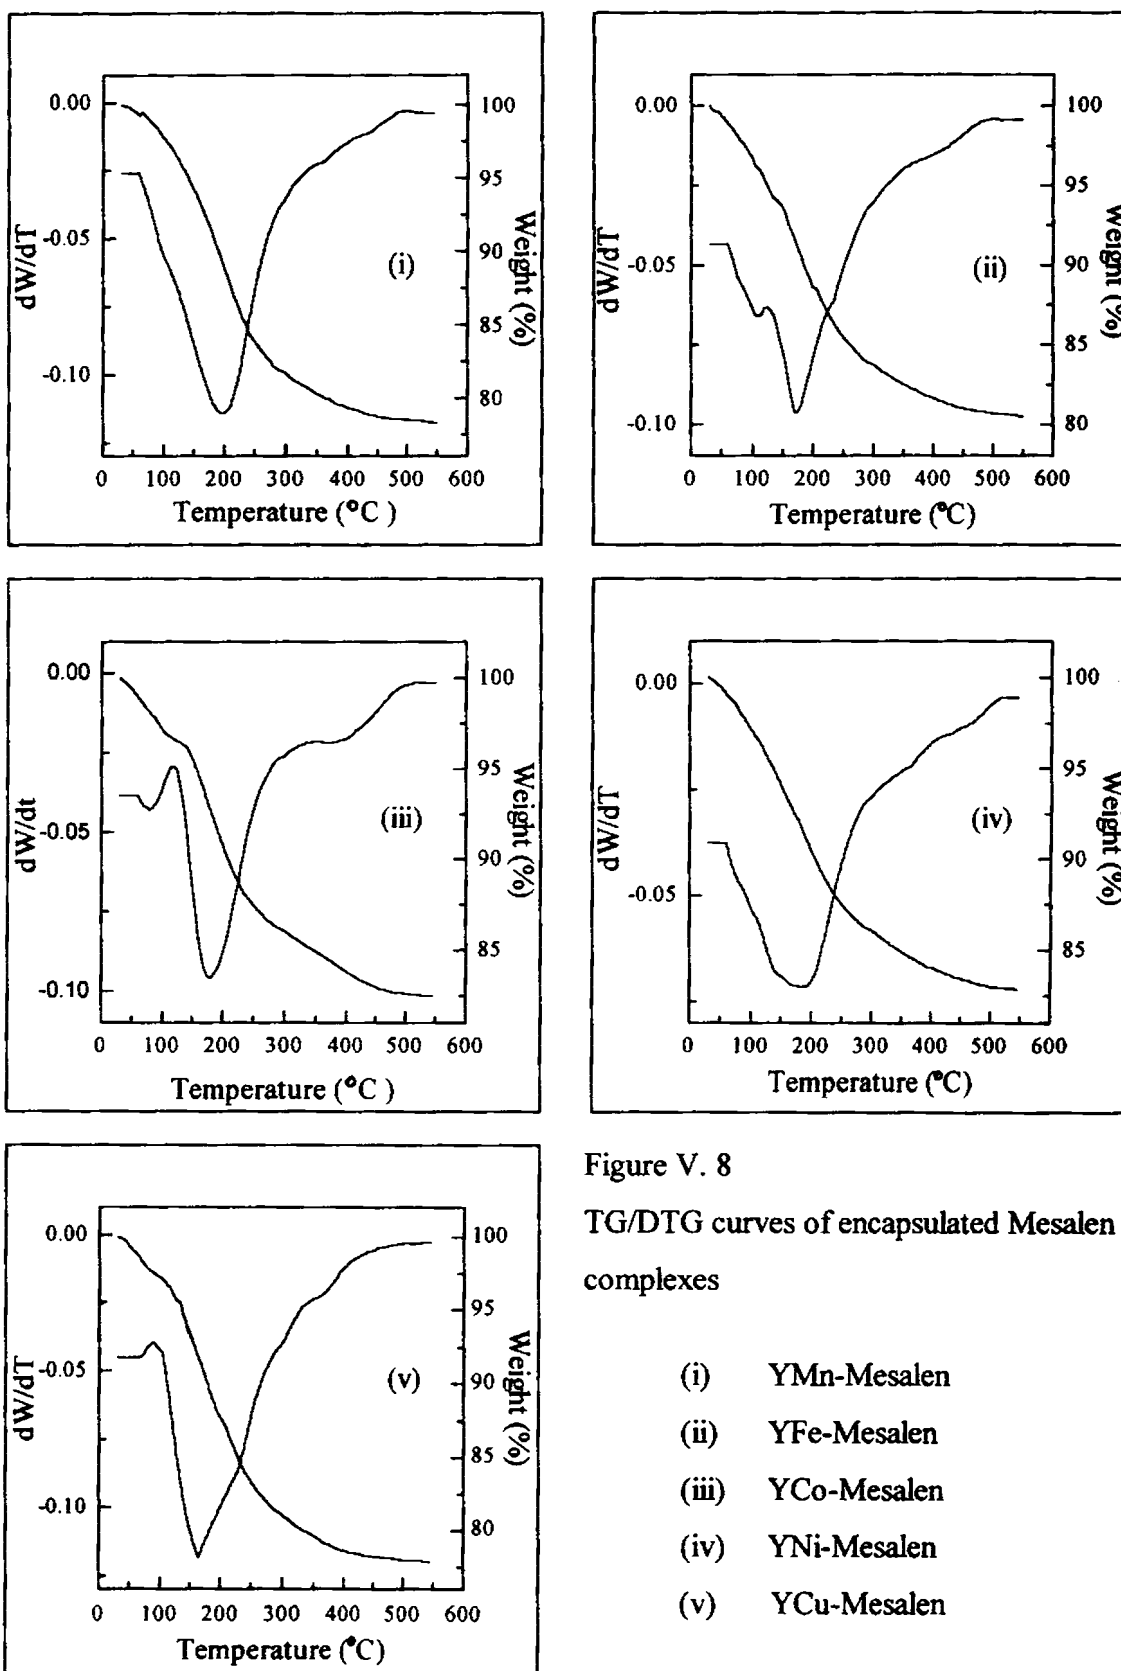 0.00
-0.05
-0.10
dW/dT
100
95
90
85
80
Weight (%)
(i)
0 100 200 300 400 500 600
Temperature (°C )
0.00
-0.05
-0.10
dW/dT
100
95
90
85
80
Weight (%)
(ii)
0 100 200 300 400 500 600
Temperature (°C)
0.00
-0.05
-0.10
dW/dt
100
95
90
85
Weight (%)
(iii)
0 100 200 300 400 500 600
Temperature (°C )
0.00
-0.05
dW/dT
100
95
90
85
Weight (%)
(iv)
0 100 200 300 400 500 600
Temperature (°C)
0.00
-0.05
-0.10
dW/dT
100
95
90
85
80
Weight (%)
(v)
0 100 200 300 400 500 600
Temperature (°C)
Figure V. 8
TG/DTG curves of encapsulated Mesalen
complexes
(i) YMn-Mesalen
(ii) YFe-Mesalen
(iii) YCo-Mesalen
(iv) YNi-Mesalen
(v) YCu-Mesalen